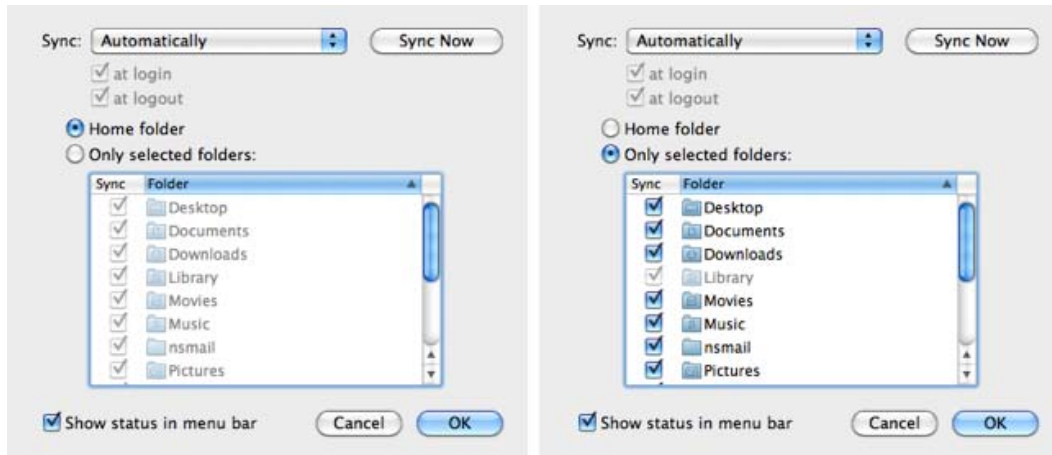 Sync: Automatically Sync Now
at login
at logout
Home folder
Only selected folders:
Sync Folder
Desktop
Documents
Downloads
Library
Movies
Music
nsmail
Pictures
Show status in menu bar Cancel OK
Sync: Automatically Sync Now
at login
at logout
Home folder
Only selected folders:
Sync Folder
Desktop
Documents
Downloads
Library
Movies
Music
nsmail
Pictures
Show status in menu bar Cancel OK